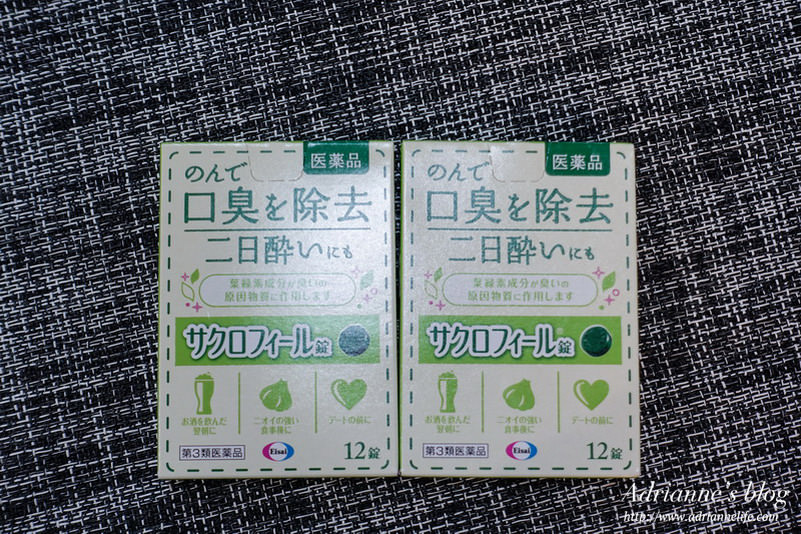 医薬品
のんで
口臭を除去
二日酔いにも
葉緑素成分が臭いの
原因物質に作用します
サクロフィール錠
お酒を飲んだ
翌朝に
ニオイの強い
食事後に
デートの前に
第3類医薬品
Eisai
12錠
医薬品
のんで
口臭を除去
二日酔いにも
葉緑素成分が臭いの
原因物質に作用します
サクロフィール錠
お酒を飲んだ
翌朝に
ニオイの強い
食事後に
デートの前に
第3類医薬品
Eisai
12錠
Adrianne's blog
http://www.adriannelife.com/